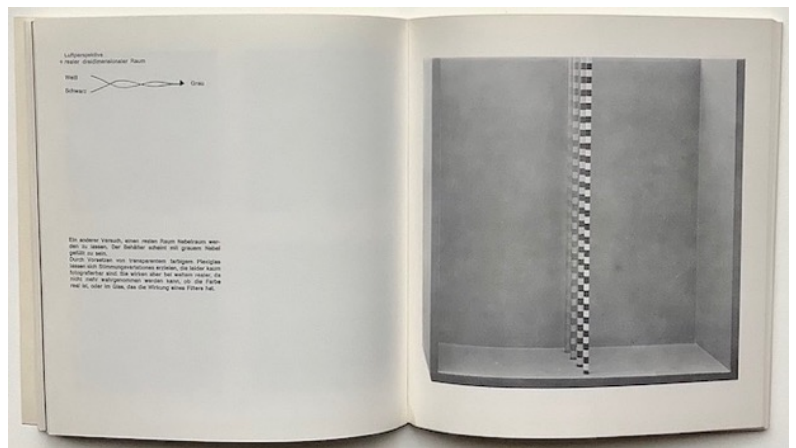 Luftperspektive
+ realer dreidimensionaler Raum
Weiß
Grau
Schwarz
Ein anderer Versuch, einen realen Raum Nebelraum wer-
den zu lassen. Der Behälter scheint mit grauem Nebel
gefüllt zu sein.
Durch Vorsetzen von transparentem farbigem Plexiglas
lassen sich Stimmungsvariationen erzielen, die leider kaum
fotografierbar sind. Sie wirken aber bei weitem realer, da
nicht mehr wahrgenommen werden kann, ob die Farbe
real ist, oder im Glas, das die Wirkung eines Filters hat.